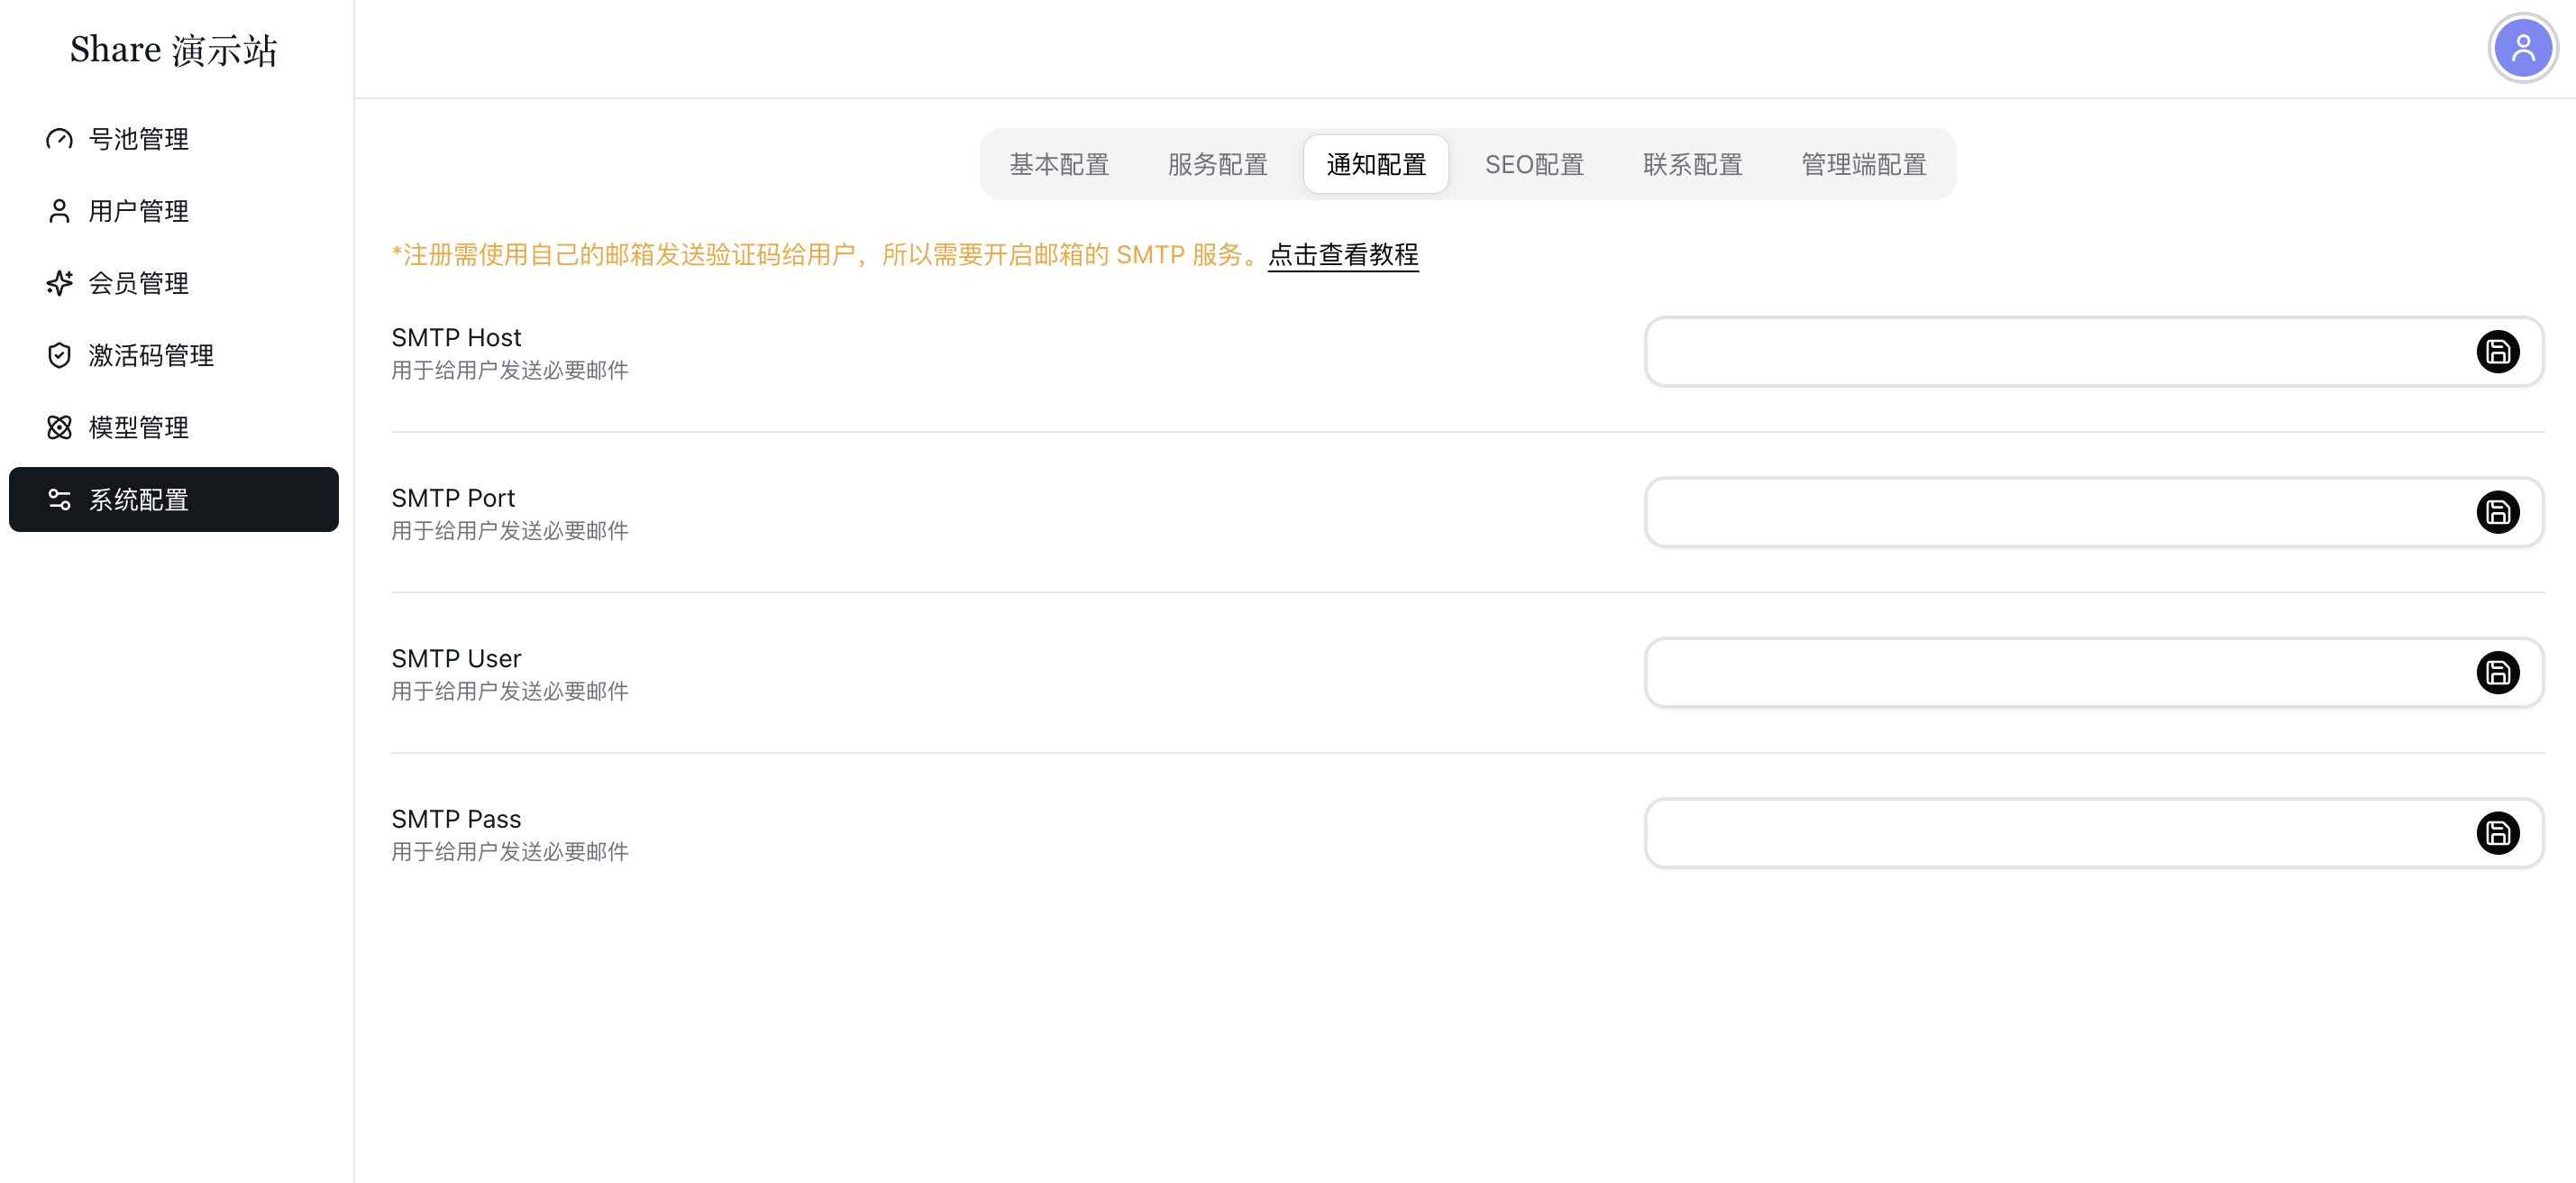 Share 演示站
号池管理
用户管理
会员管理
激活码管理
模型管理
系统配置
基本配置
服务配置
通知配置
SEO配置
联系配置
管理端配置
*注册需使用自己的邮箱发送验证码给用户，所以需要开启邮箱的 SMTP 服务。点击查看教程
SMTP Host
用于给用户发送必要邮件
SMTP Port
用于给用户发送必要邮件
SMTP User
用于给用户发送必要邮件
SMTP Pass
用于给用户发送必要邮件